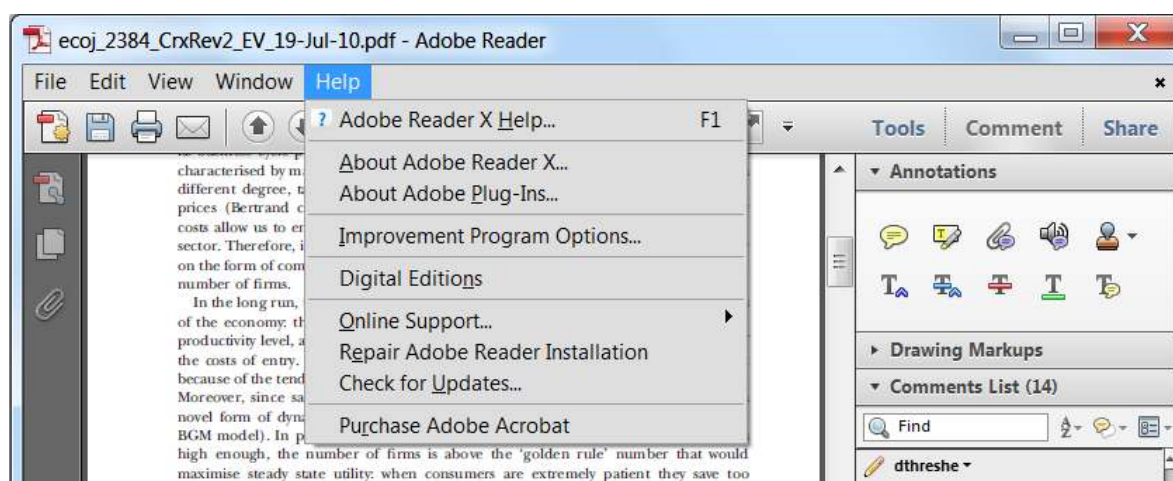 ecoj_2384_CrxRev2_EV_19-Jul-10.pdf - Adobe Reader
File Edit View Window Help
Adobe Reader X Help... F1
About Adobe Reader X...
About Adobe Plug-Ins...
Improvement Program Options...
Digital Editions
Online Support...
Repair Adobe Reader Installation
Check for Updates...
Purchase Adobe Acrobat
characterised by m
different degree, t
prices (Bertrand c
costs allow us to er
sector. Therefore, i
on the form of com
number of firms.
In the long run,
of the economy: th
productivity level, a
the costs of entry.
because of the tend
Moreover, since sa
novel form of dyna
BGM model). In p
high enough, the number of firms is above the 'golden rule' number that would
maximise steady state utility: when consumers are extremely patient they save too
Tools Comment Share
Annotations
Drawing Markups
Comments List (14)
Find
dthreshe